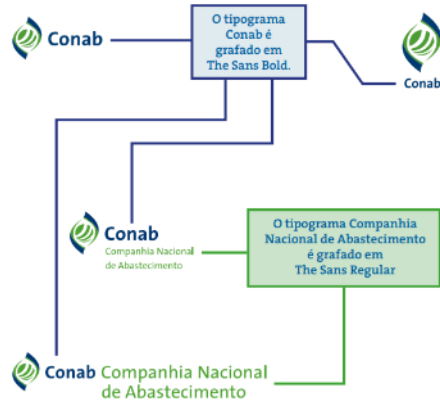 Conab
O tipograma
Conab é
grafado em
The Sans Bold.
Conab
Conab
Companhia Nacional
de Abastecimento
O tipograma Companhia
Nacional de Abastecimento
é grafado em
The Sans Regular
Conab Companhia Nacional
de Abastecimento